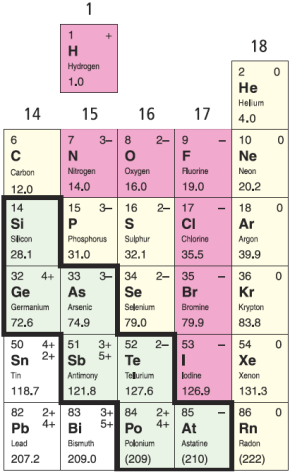 1
1 +
H
Hydrogen
1.0
18
2 0
He
Helium
4.0
14 15 16 17
6
C
Carbon
12.0
7 3–
N
Nitrogen
14.0
8 2–
O
Oxygen
16.0
9 –
F
Fluorine
19.0
10 0
Ne
Neon
20.2
14
Si
Silicon
28.1
15 3–
P
Phosphorus
31.0
16 2–
S
Sulphur
32.1
17 –
Cl
Chlorine
35.5
18 0
Ar
Argon
39.9
32 4+
Ge
Germanium
72.6
33 3–
As
Arsenic
74.9
34 2–
Se
Selenium
79.0
35 –
Br
Bromine
79.9
36 0
Kr
Krypton
83.8
50 4+
Sn 2+
Tin
118.7
51 3+
Sb 5+
Antimony
121.8
52 2–
Te
Tellurium
127.6
53 –
I
Iodine
126.9
54 0
Xe
Xenon
131.3
82 2+
Pb 4+
Lead
207.2
83 3+
Bi 5+
Bismuth
209.0
84 2+
Po 4+
Polonium
(209)
85 –
At
Astatine
(210)
86 0
Rn
Radon
(222)